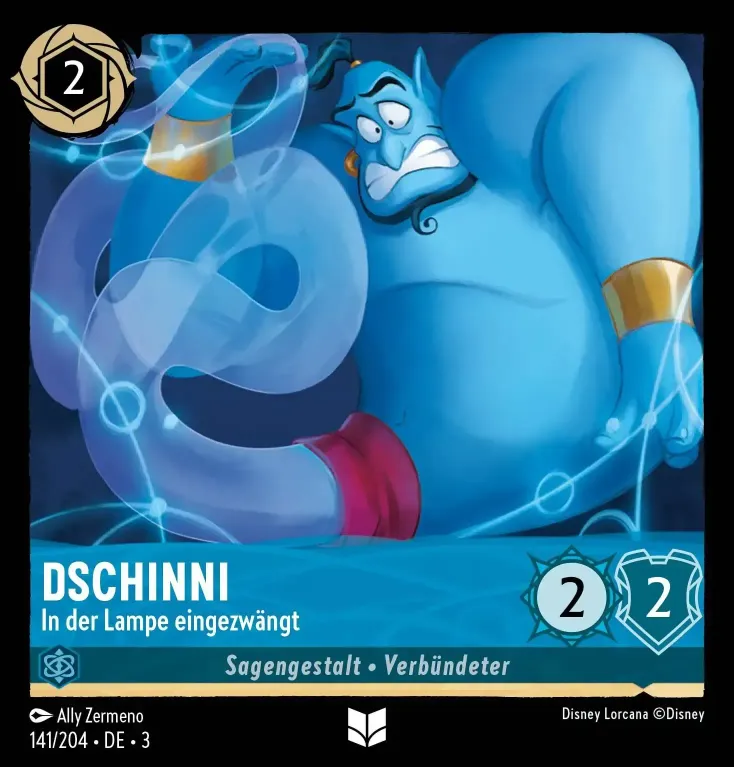 2
DSCHINNI
In der Lampe eingezwängt
2 2
Sagengestalt • Verbündeter
Ally Zermeno
Disney Lorcana ©Disney
141/204 • DE • 3